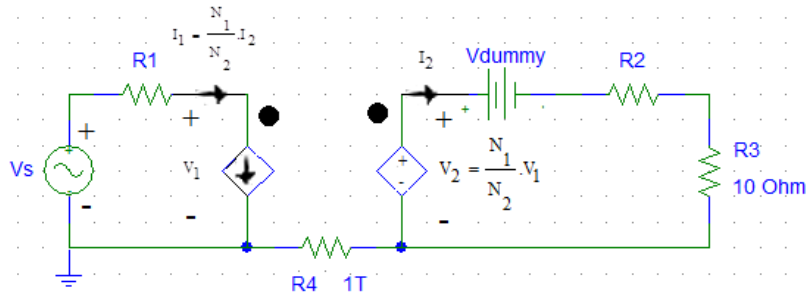 I1 = N1/N2 .I2
R1
I2
Vdummy
R2
+
+
+
+
Vs
V1
+
-
V2 = N1/N2 .V1
R3
10 Ohm
-
-
-
R4 1T